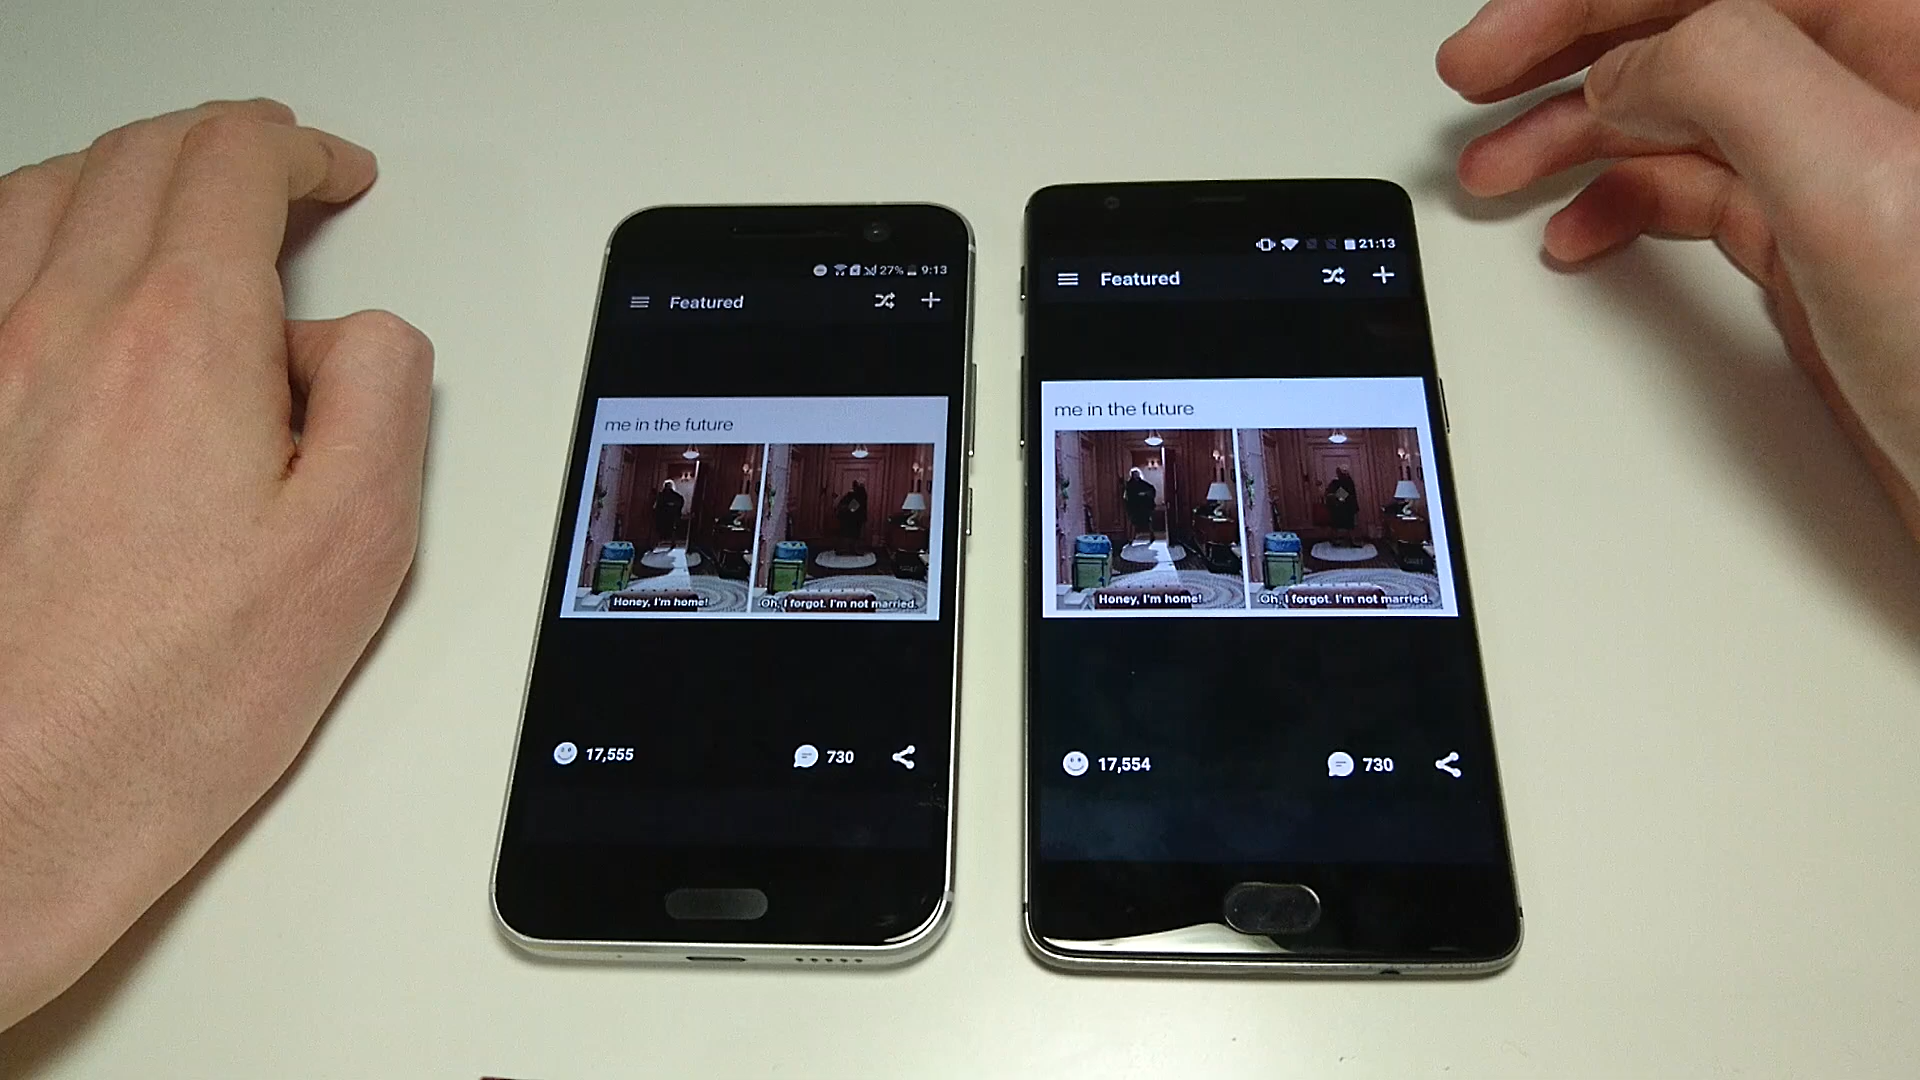 27% 9:13
Featured
me in the future
Honey, I'm home!
Oh, I forgot. I'm not married.
17,555
730
21:13
Featured
me in the future
Honey, I'm home!
Oh, I forgot. I'm not married.
17,554
730